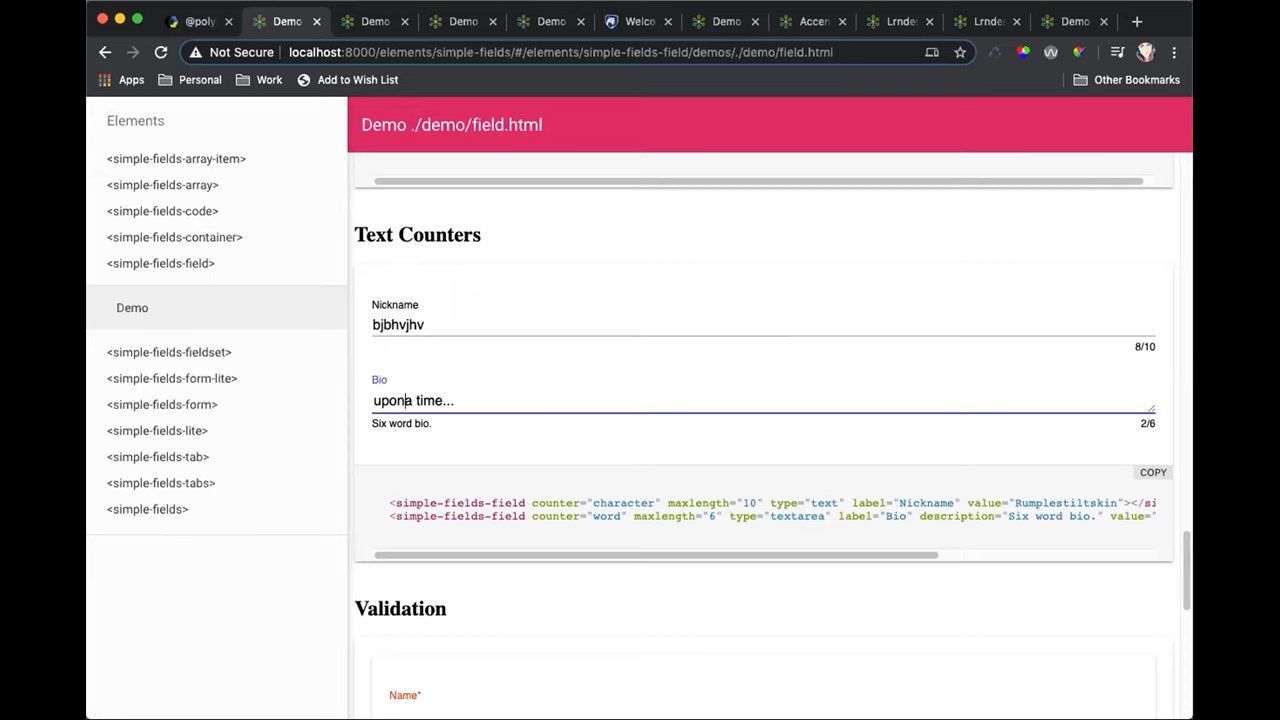 @poly
Demo
Demo
Demo
Demo
Welco
Demo
Accen
Lrndes
Lrndes
Demo
Not Secure
localhost:8000/elements/simple-fields/#/elements/simple-fields-field/demos/./demo/field.html
Apps
Personal
Work
Add to Wish List
Other Bookmarks
Elements
<simple-fields-array-item>
<simple-fields-array>
<simple-fields-code>
<simple-fields-container>
<simple-fields-field>
Demo
<simple-fields-fieldset>
<simple-fields-form-lite>
<simple-fields-form>
<simple-fields-lite>
<simple-fields-tab>
<simple-fields-tabs>
<simple-fields>
Demo ./demo/field.html
Text Counters
Nickname
bjbhvjhv
8/10
Bio
upona time...
Six word bio.
2/6
COPY
<simple-fields-field counter="character" maxlength="10" type="text" label="Nickname" value="Rumplestiltskin"></si
<simple-fields-field counter="word" maxlength="6" type="textarea" label="Bio" description="Six word bio." value="
Validation
Name*